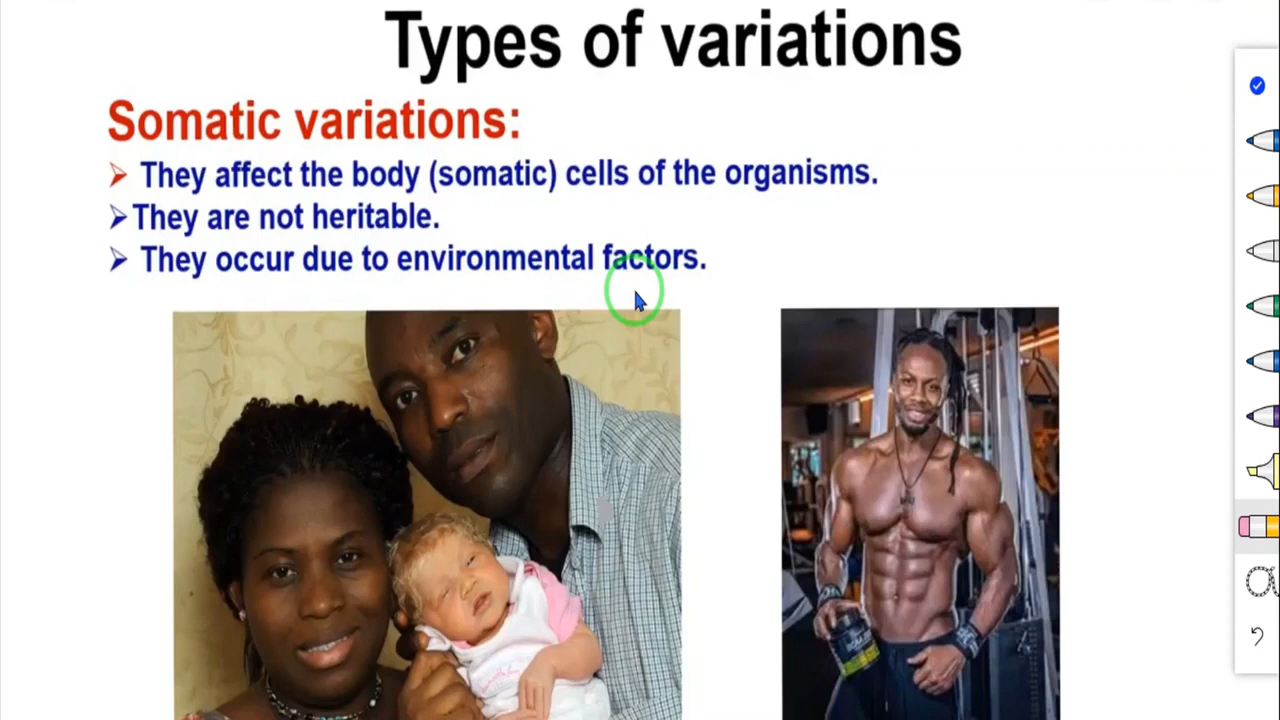 Types of variations
Somatic variations:
They affect the body (somatic) cells of the organisms.
They are not heritable.
They occur due to environmental factors.